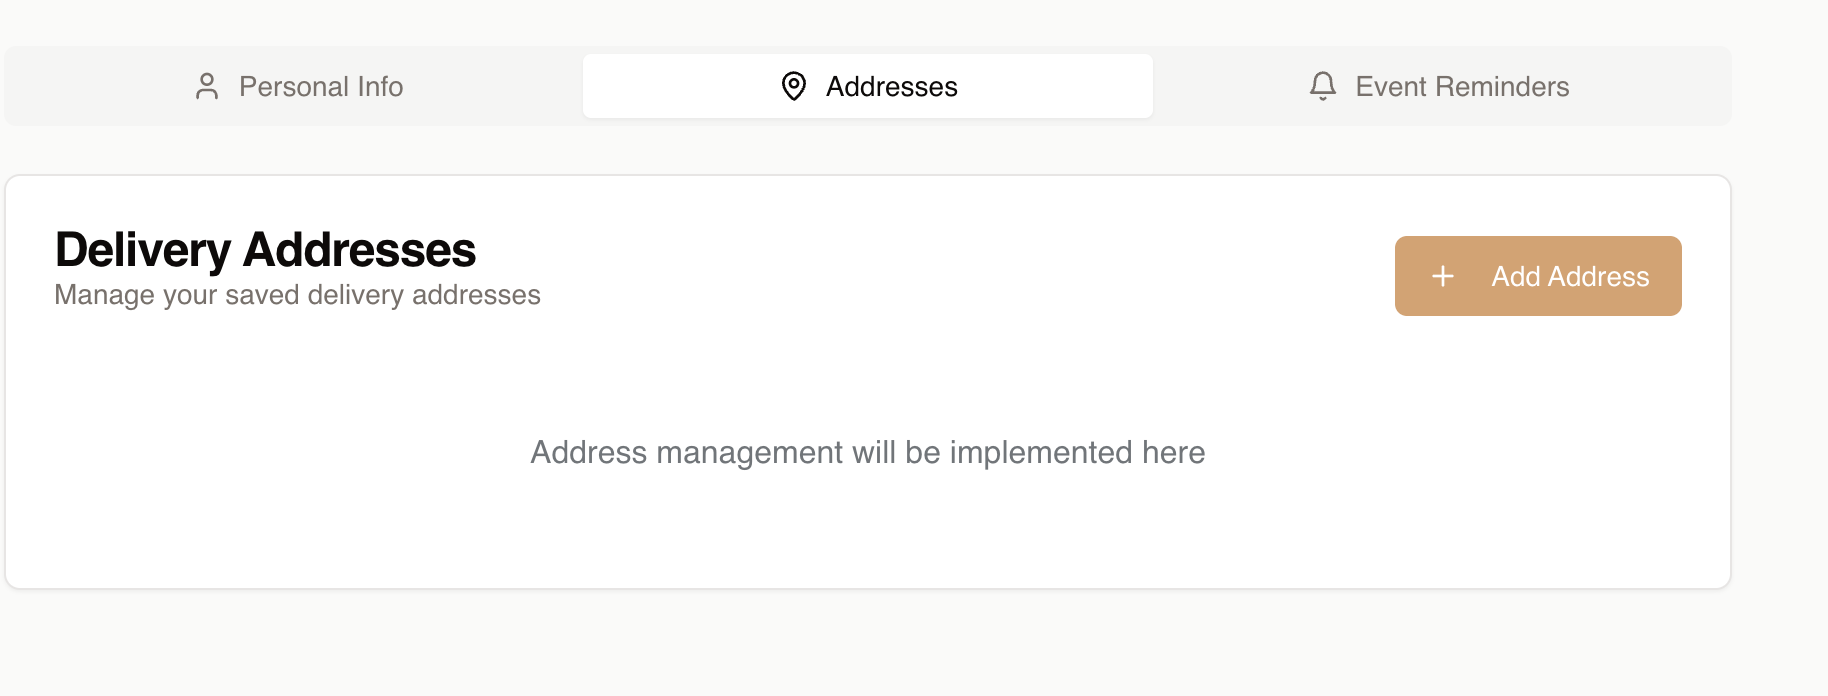 Personal Info
Addresses
Event Reminders
Delivery Addresses
Manage your saved delivery addresses
Add Address
Address management will be implemented here